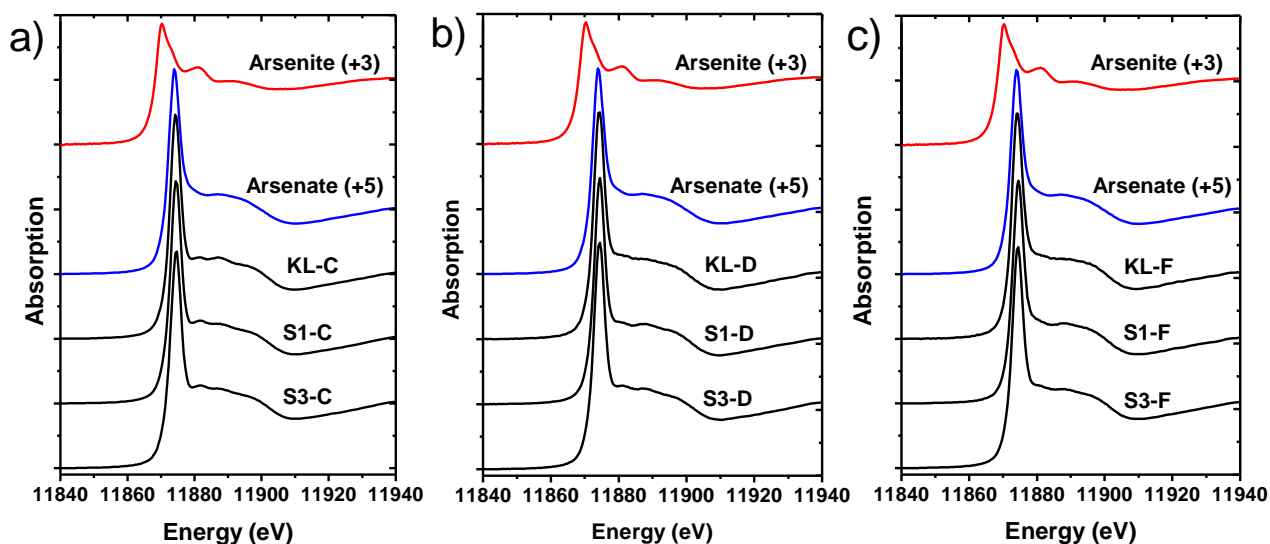 a)
Absorption
Arsenite (+3)
Arsenate (+5)
KL-C
S1-C
S3-C
11840 11860 11880 11900 11920 11940
Energy (eV)
b)
Absorption
Arsenite (+3)
Arsenate (+5)
KL-D
S1-D
S3-D
11840 11860 11880 11900 11920 11940
Energy (eV)
c)
Absorption
Arsenite (+3)
Arsenate (+5)
KL-F
S1-F
S3-F
11840 11860 11880 11900 11920 11940
Energy (eV)